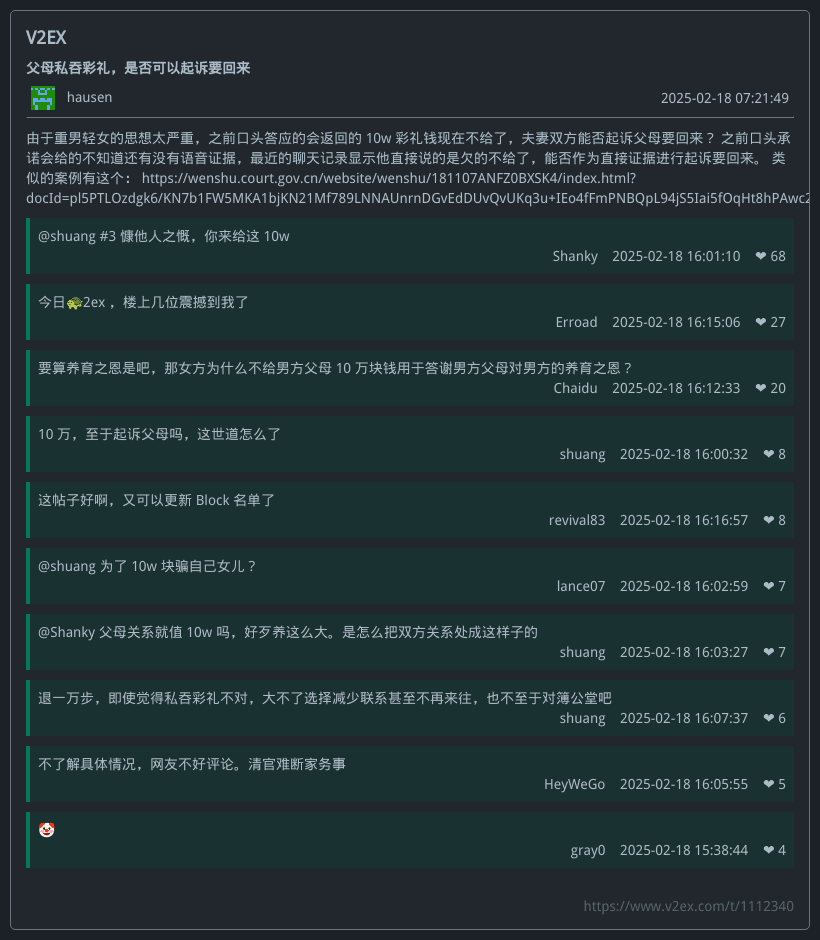 V2EX
父母私吞彩礼，是否可以起诉要回来
hausen 2025-02-18 07:21:49
由于重男轻女的思想太严重，之前口头答应的会返回的 10w 彩礼钱现在不给了，夫妻双方能否起诉父母要回来？之前口头承
诺会给的不知道还有没有语音证据，最近的聊天记录显示他直接说的是欠的不给了，能否作为直接证据进行起诉要回来。 类
似的案例有这个： https://wenshu.court.gov.cn/website/wenshu/181107ANFZ0BXSK4/index.html?
docId=pl5PTLOzdgk6/KN7b1FW5MKA1bjKN21Mf789LNNAUnrnDGvEdDUvQvUKq3u+IEo4fFmPNBQpL94jS5Iai5fOqHt8hPAwc2
@shuang #3 慷他人之慨，你来给这 10w
Shanky 2025-02-18 16:01:10 ❤ 68
今日🐢2ex ，楼上几位震撼到我了
Erroad 2025-02-18 16:15:06 ❤ 27
要算养育之恩是吧，那女方为什么不给男方父母 10 万块钱用于答谢男方父母对男方的养育之恩？
Chaidu 2025-02-18 16:12:33 ❤ 20
10 万，至于起诉父母吗，这世道怎么了
shuang 2025-02-18 16:00:32 ❤ 8
这帖子好啊，又可以更新 Block 名单了
revival83 2025-02-18 16:16:57 ❤ 8
@shuang 为了 10w 块骗自己女儿？
lance07 2025-02-18 16:02:59 ❤ 7
@Shanky 父母关系就值 10w 吗，好歹养这么大。是怎么把双方关系处成这样子的
shuang 2025-02-18 16:03:27 ❤ 7
退一万步，即使觉得私吞彩礼不对，大不了选择减少联系甚至不再来往，也不至于对簿公堂吧
shuang 2025-02-18 16:07:37 ❤ 6
不了解具体情况，网友不好评论。清官难断家务事
HeyWeGo 2025-02-18 16:05:55 ❤ 5
🤡
gray0 2025-02-18 15:38:44 ❤ 4
https://www.v2ex.com/t/1112340